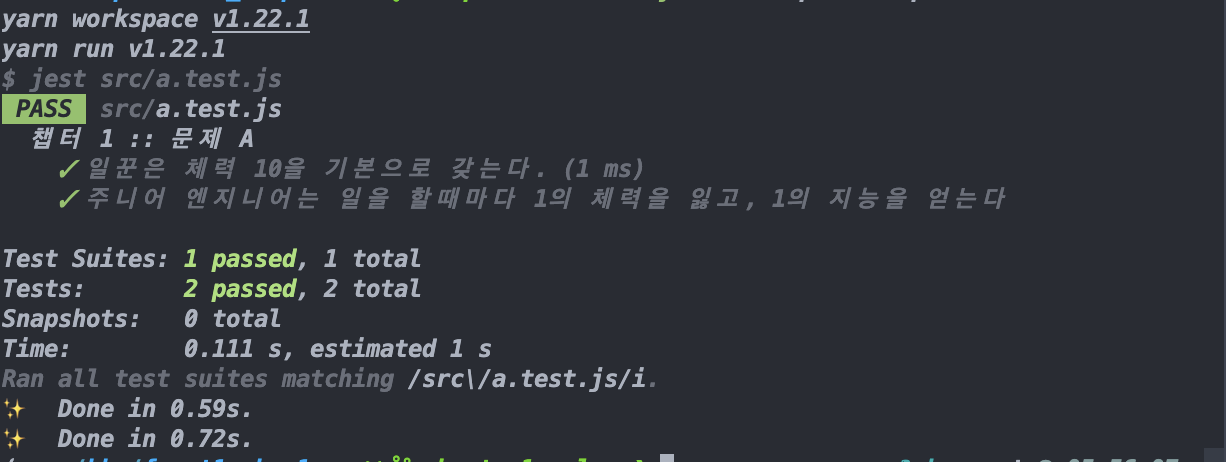 yarn workspace v1.22.1
yarn run v1.22.1
$ jest src/a.test.js
PASS src/a.test.js
챕터 1 :: 문제 A
✓ 일꾼은 체력 10을 기본으로 갖는다. (1 ms)
✓ 주니어 엔지니어는 일을 할때마다 1의 체력을 잃고, 1의 지능을 얻는다
Test Suites: 1 passed, 1 total
Tests: 2 passed, 2 total
Snapshots: 0 total
Time: 0.111 s, estimated 1 s
Ran all test suites matching /src\/a.test.js/i.
✨ Done in 0.59s.
✨ Done in 0.72s.